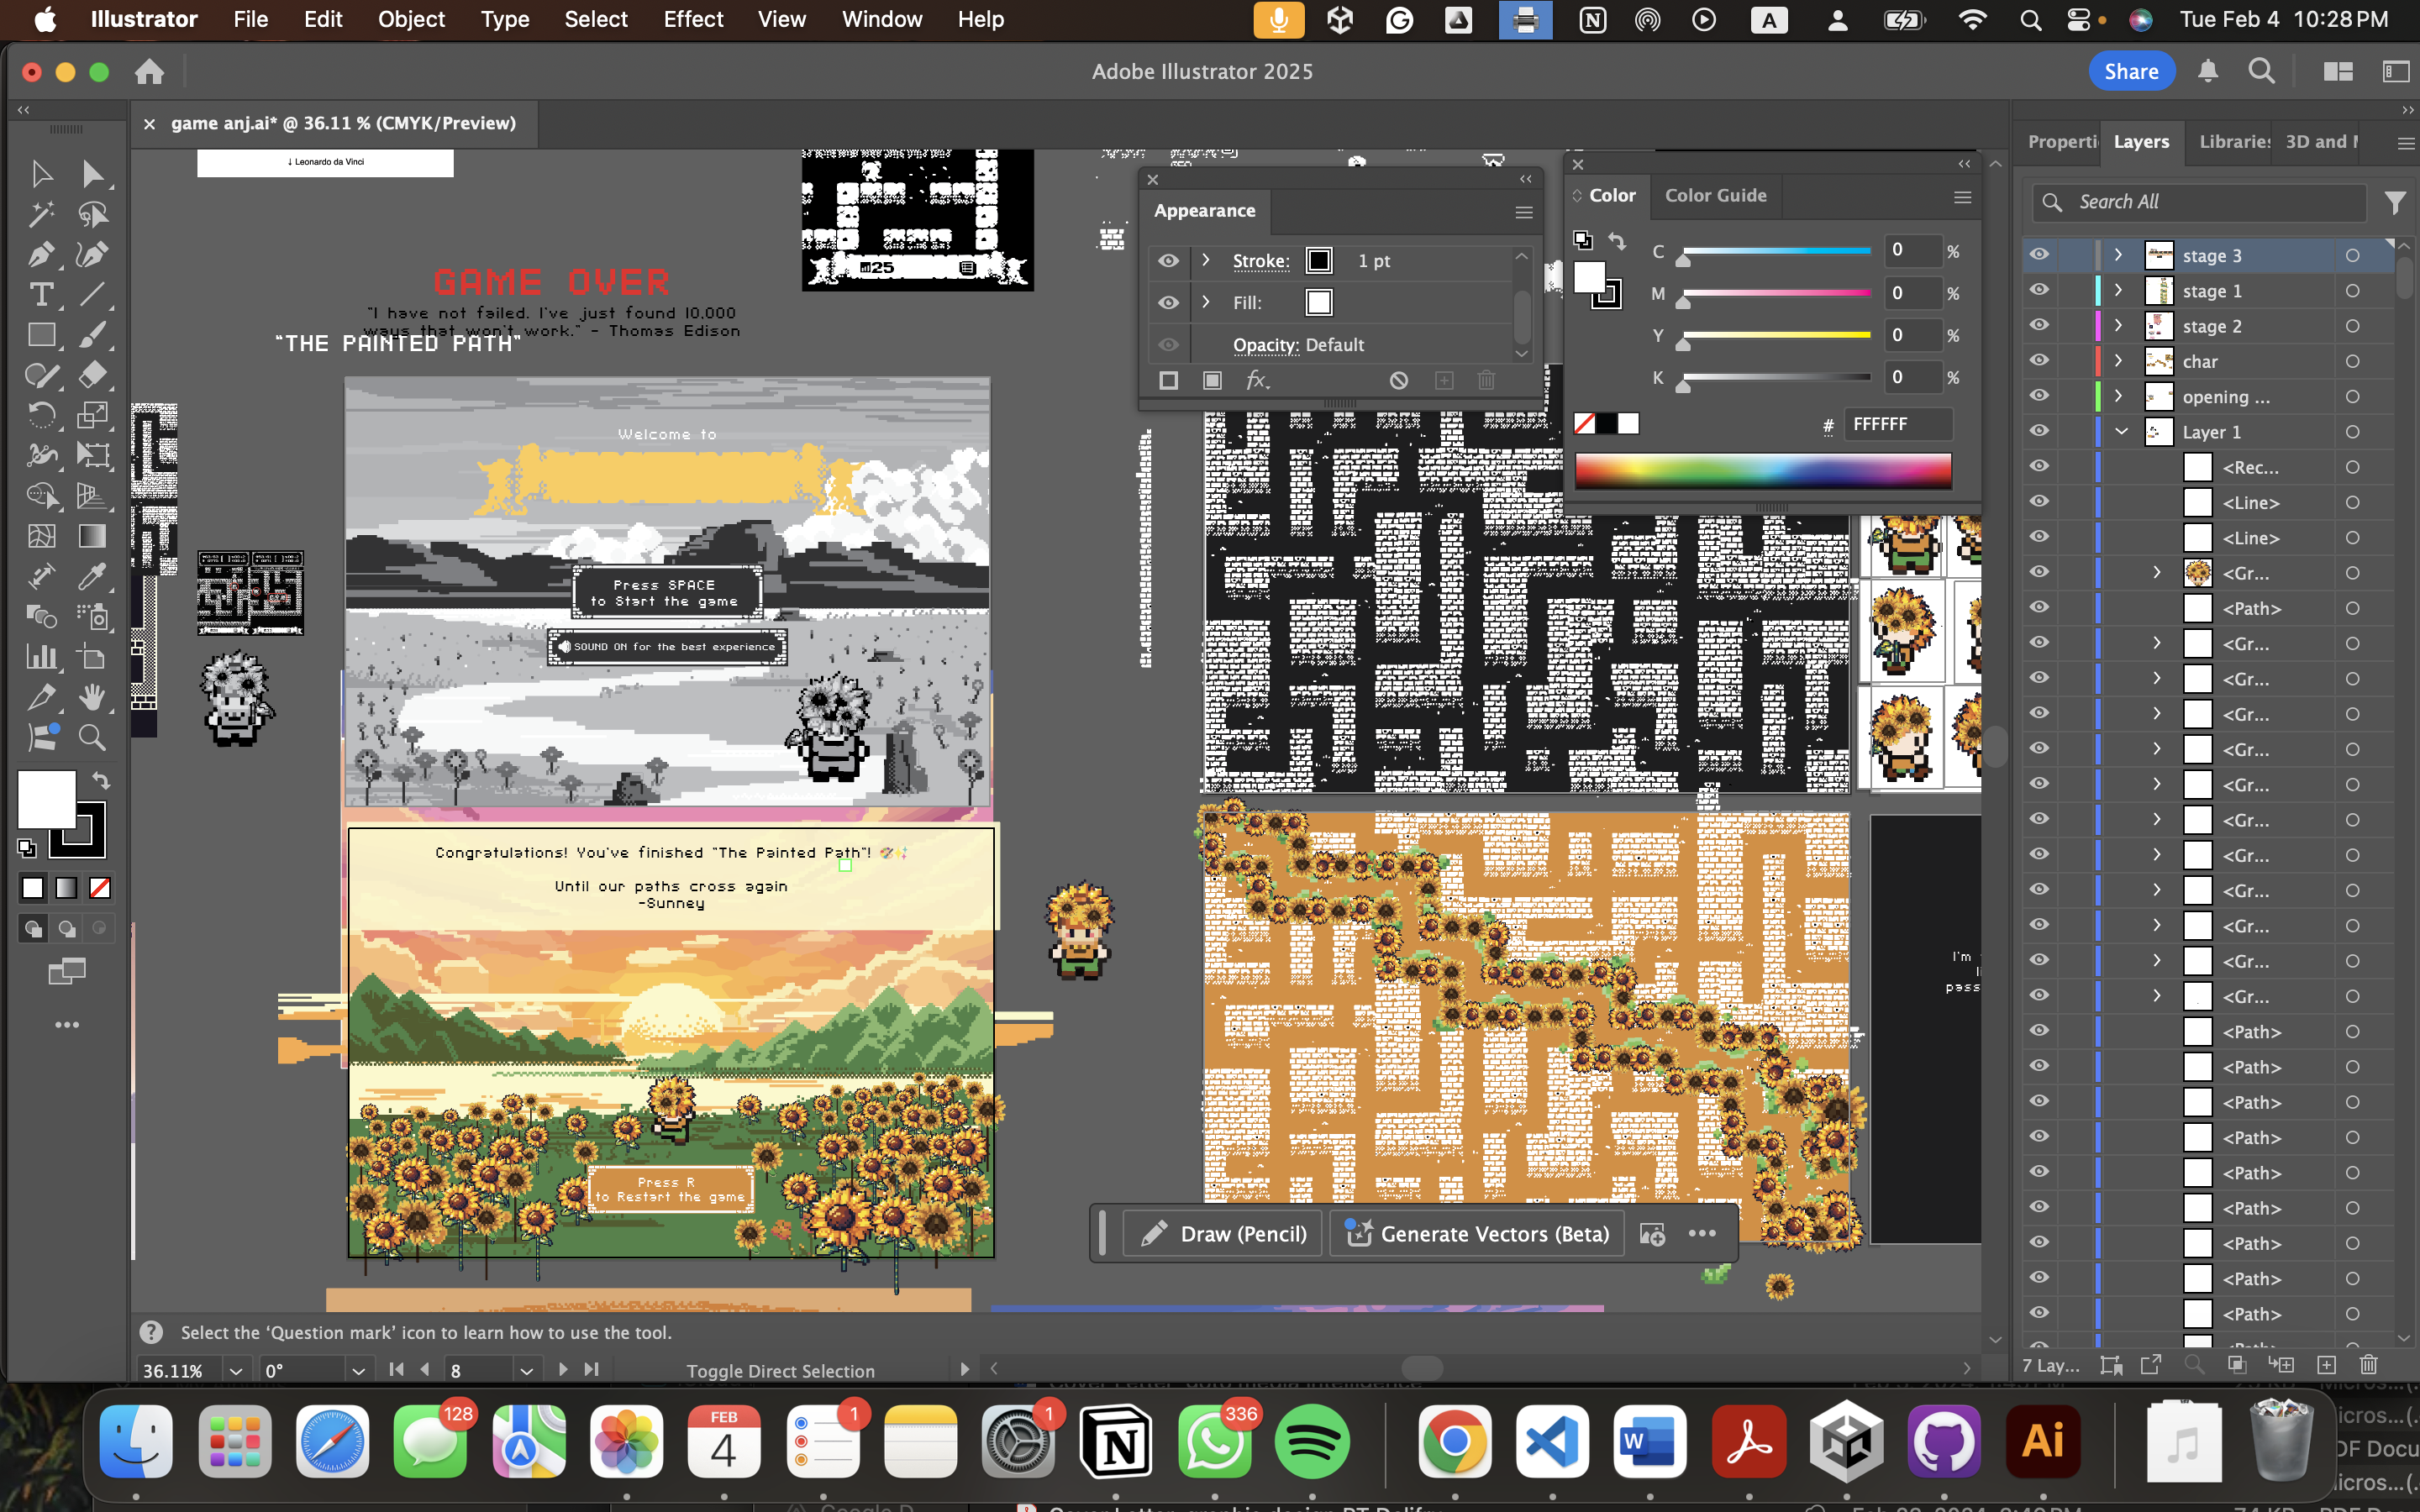 Illustrator File Edit Object Type Select Effect View Window Help
A
Tue Feb 4 10:28 PM
Adobe Illustrator 2025
Share
game anj.ai* @ 36.11 % (CMYK/Preview)
↓ Leonardo da Vinci
25
GAME OVER
"I have not failed. I've just found 10,000
ways that won't work." - Thomas Edison
"THE PAINTED PATH"
Welcome to
Press SPACE
to Start the game
SOUND ON for the best experience
Congratulations! You've finished "The Painted Path"! 🎨✨
Until our paths cross again
-Sunney
Press R
to Restart the game
Appearance
Stroke: 1 pt
Fill:
Opacity: Default
fx
Color Color Guide
C 0 %
M 0 %
Y 0 %
K 0 %
# FFFFFF
I'm
pass
Draw (Pencil)
Generate Vectors (Beta)
Properti Layers Libraries 3D and
Search All
stage 3
stage 1
stage 2
char
opening ...
Layer 1
<Rec...
<Line>
<Line>
<Gr...
<Path>
<Gr...
<Gr...
<Gr...
<Gr...
<Gr...
<Gr...
<Gr...
<Gr...
<Gr...
<Gr...
<Gr...
<Path>
<Path>
<Path>
<Path>
<Path>
<Path>
<Path>
<Path>
<Path>
7 Lay...
Select the ‘Question mark’ icon to learn how to use the tool.
36.11% 0° 8 Toggle Direct Selection
128
FEB
4
1
1
336
W
Ai